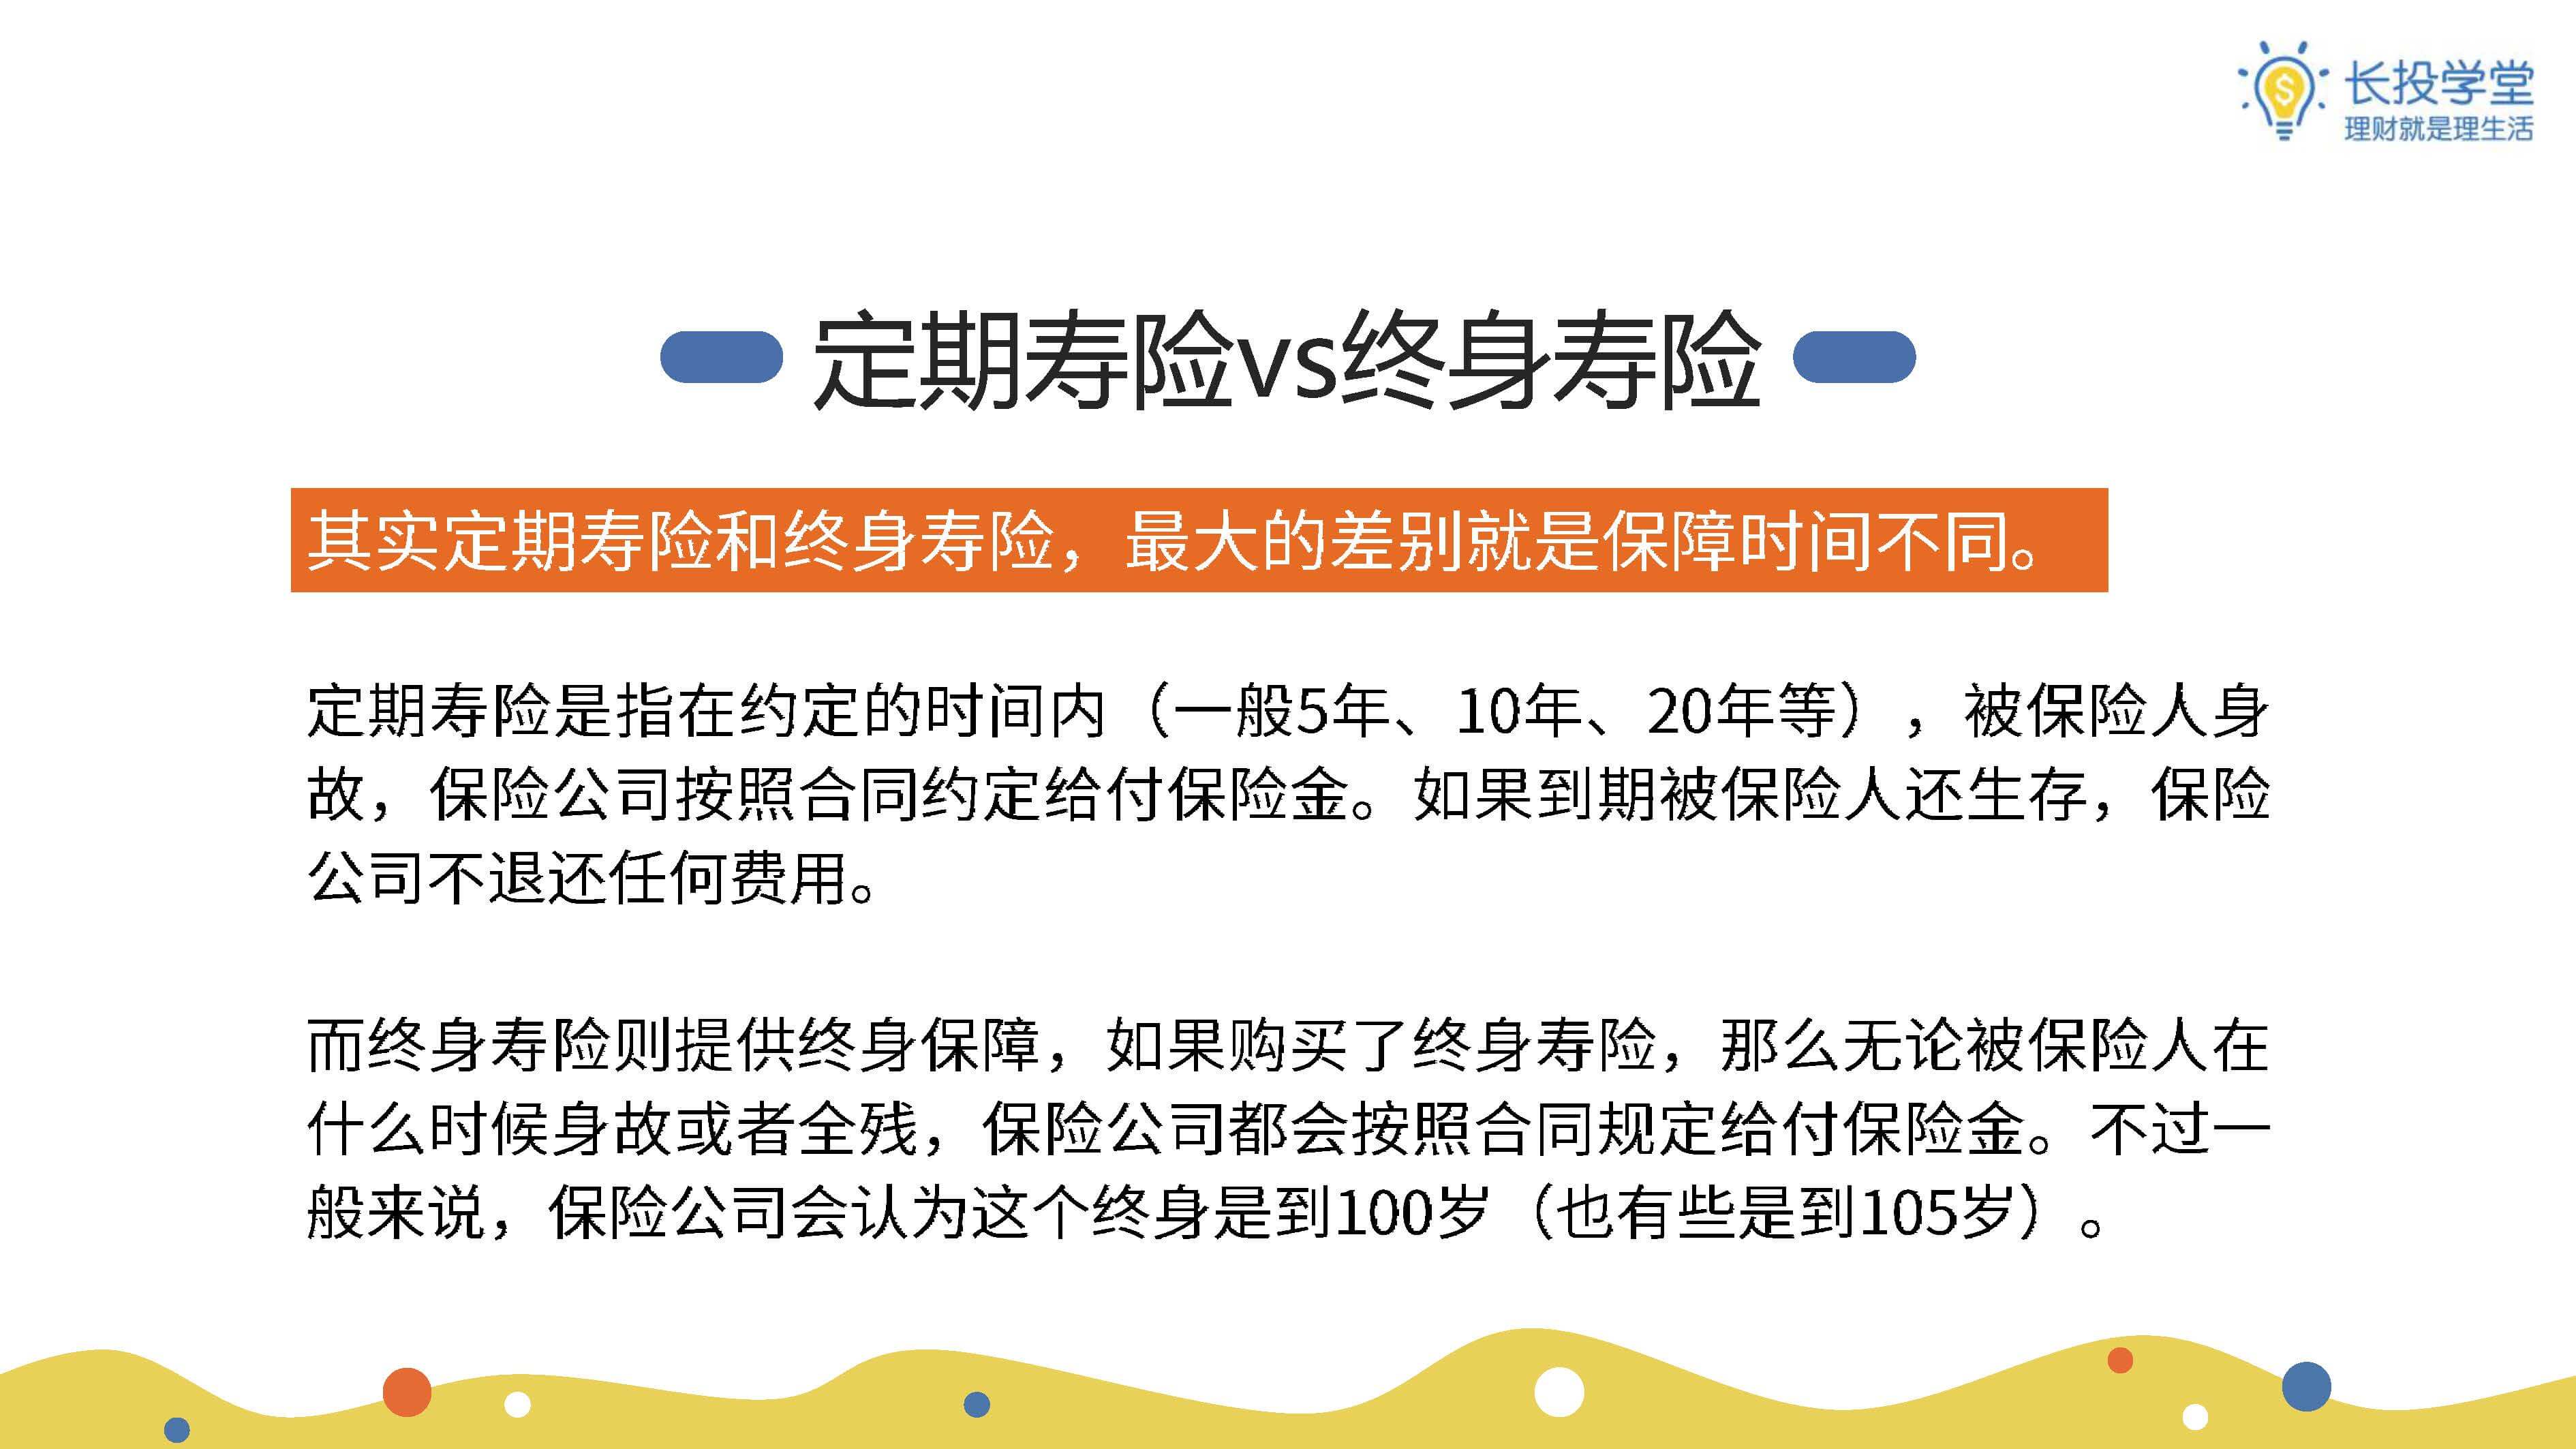 长投学堂
理财就是理生活
定期寿险vs终身寿险
其实定期寿险和终身寿险，最大的差别就是保障时间不同。
定期寿险是指在约定的时间内（一般5年、10年、20年等），被保险人身
故，保险公司按照合同约定给付保险金。如果到期被保险人还生存，保险
公司不退还任何费用。
而终身寿险则提供终身保障，如果购买了终身寿险，那么无论被保险人在
什么时候身故或者全残，保险公司都会按照合同规定给付保险金。不过一
般来说，保险公司会认为这个终身是到100岁（也有些是到105岁）。